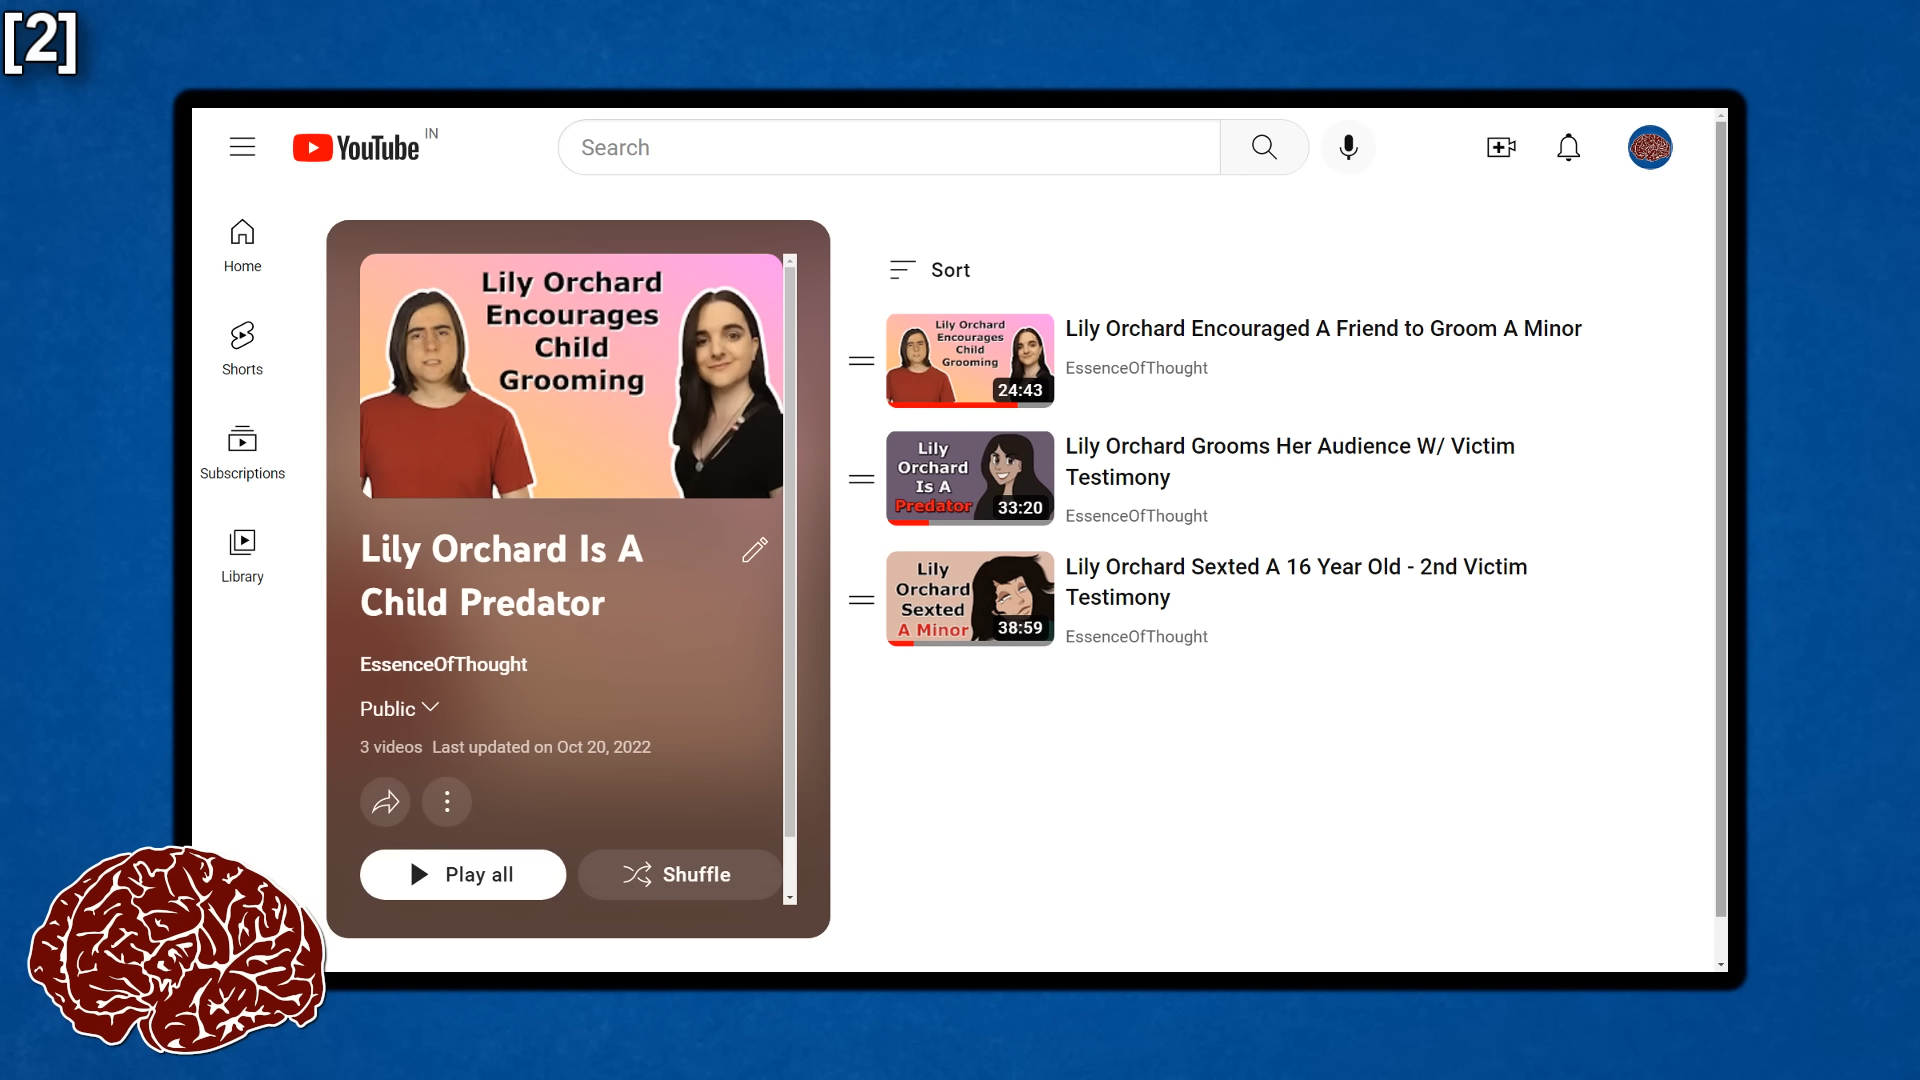 [2]
YouTube IN
Search
Home
Shorts
Subscriptions
Library
Lily Orchard
Encourages
Child
Grooming
Lily Orchard Is A
Child Predator
EssenceOfThought
Public
3 videos Last updated on Oct 20, 2022
Play all
Shuffle
Sort
Lily Orchard
Encourages
Child
Grooming
24:43
Lily Orchard Encouraged A Friend to Groom A Minor
EssenceOfThought
Lily
Orchard
Is A
Predator
33:20
Lily Orchard Grooms Her Audience W/ Victim
Testimony
EssenceOfThought
Lily
Orchard
Sexted
A Minor
38:59
Lily Orchard Sexted A 16 Year Old - 2nd Victim
Testimony
EssenceOfThought